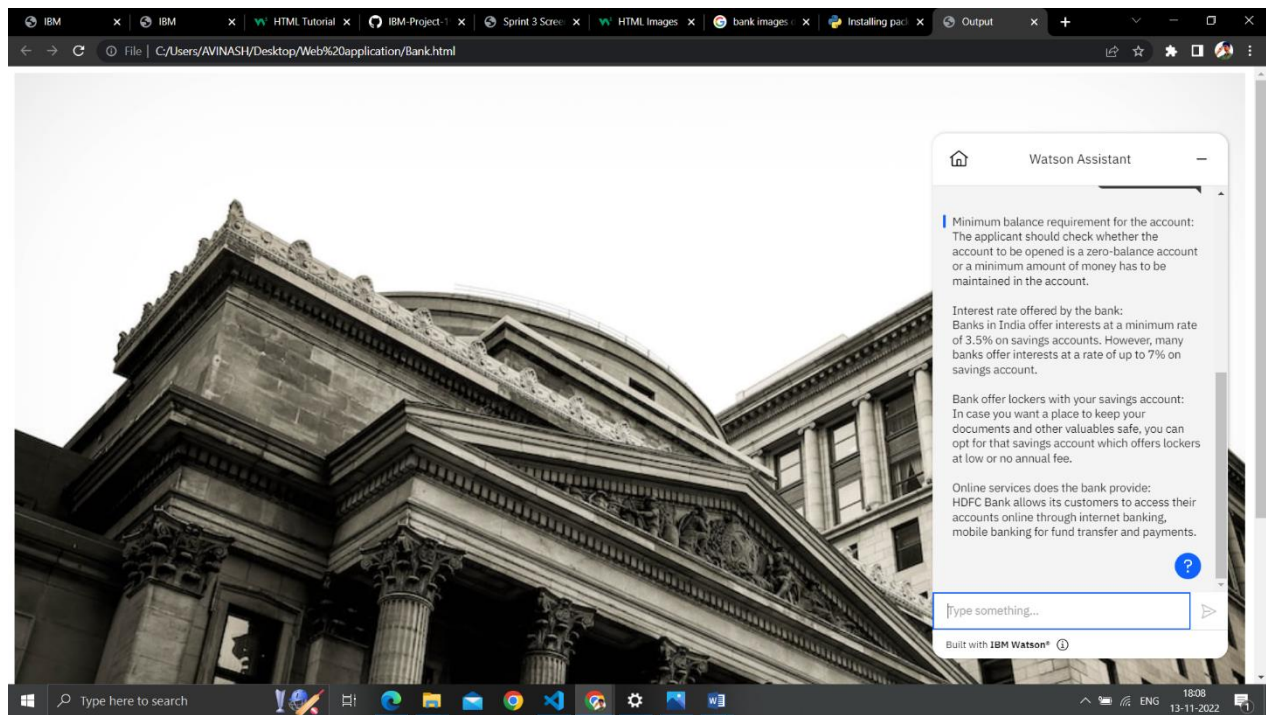 IBM
IBM
HTML Tutorial
IBM-Project-1
Sprint 3 Scree
HTML Images
bank images
Installing pac
Output
File | C:/Users/AVINASH/Desktop/Web%20application/Bank.html
Watson Assistant
Minimum balance requirement for the account:
The applicant should check whether the
account to be opened is a zero-balance account
or a minimum amount of money has to be
maintained in the account.
Interest rate offered by the bank:
Banks in India offer interests at a minimum rate
of 3.5% on savings accounts. However, many
banks offer interests at a rate of up to 7% on
savings account.
Bank offer lockers with your savings account:
In case you want a place to keep your
documents and other valuables safe, you can
opt for that savings account which offers lockers
at low or no annual fee.
Online services does the bank provide:
HDFC Bank allows its customers to access their
accounts online through internet banking,
mobile banking for fund transfer and payments.
?
Type something...
Built with IBM Watson®
Type here to search
ENG
18:08
13-11-2022
1